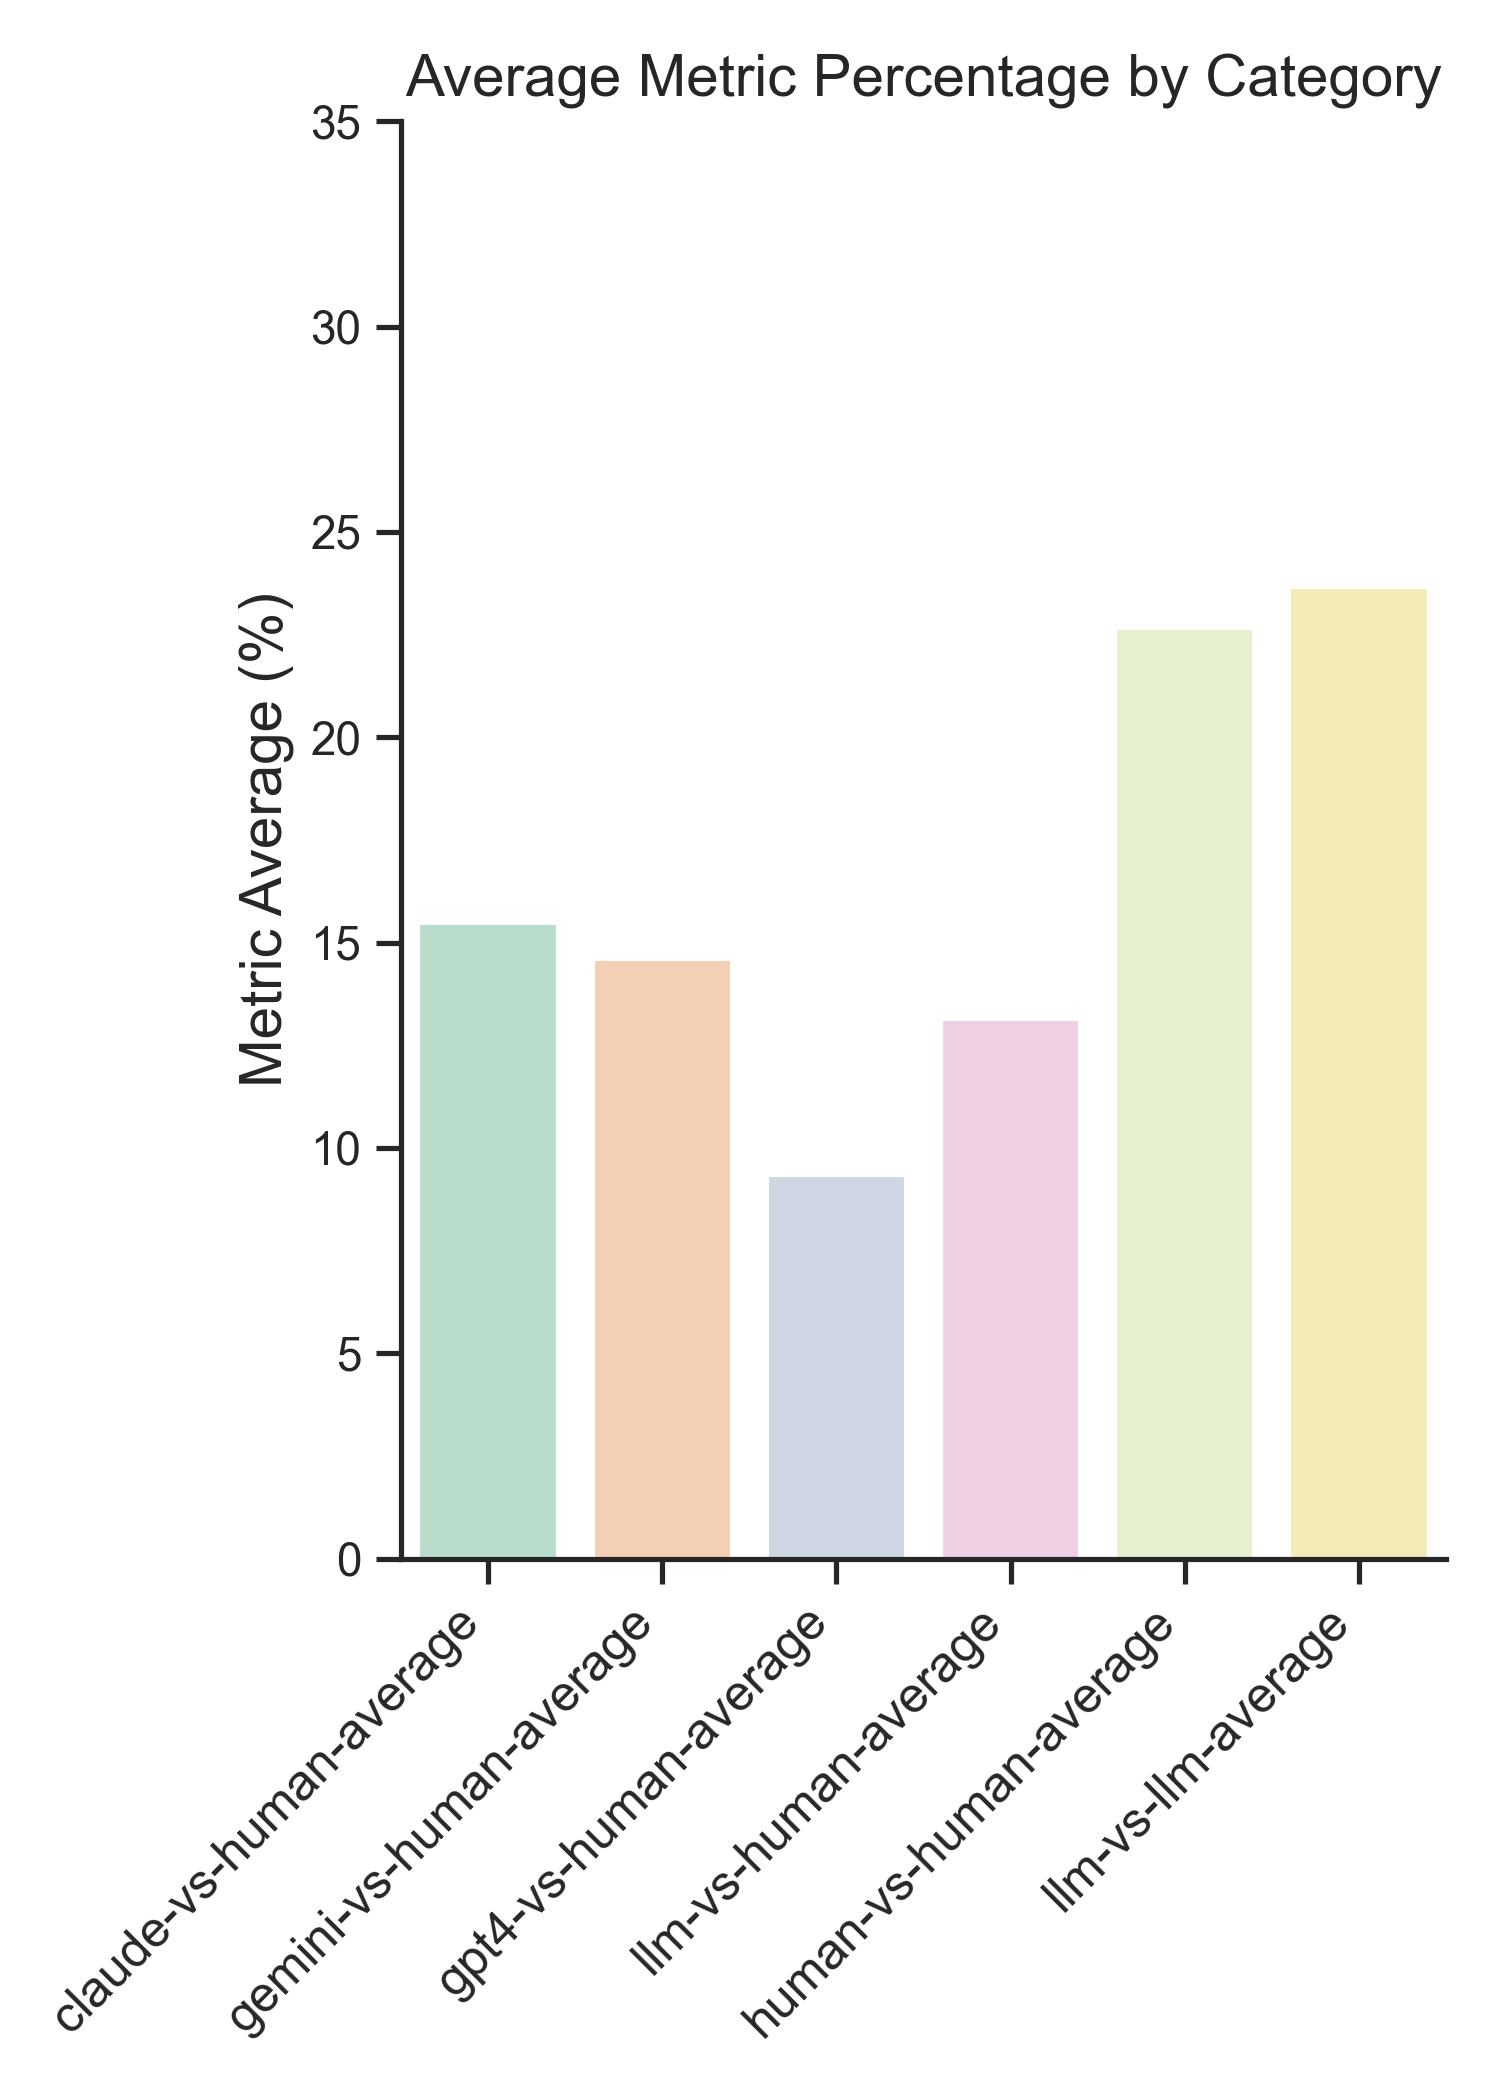 Average Metric Percentage by Category
35
30
25
20
15
10
5
0
Metric Average (%)
claude-vs-human-average
gemini-vs-human-average
gpt4-vs-human-average
llm-vs-human-average
human-vs-human-average
llm-vs-llm-average